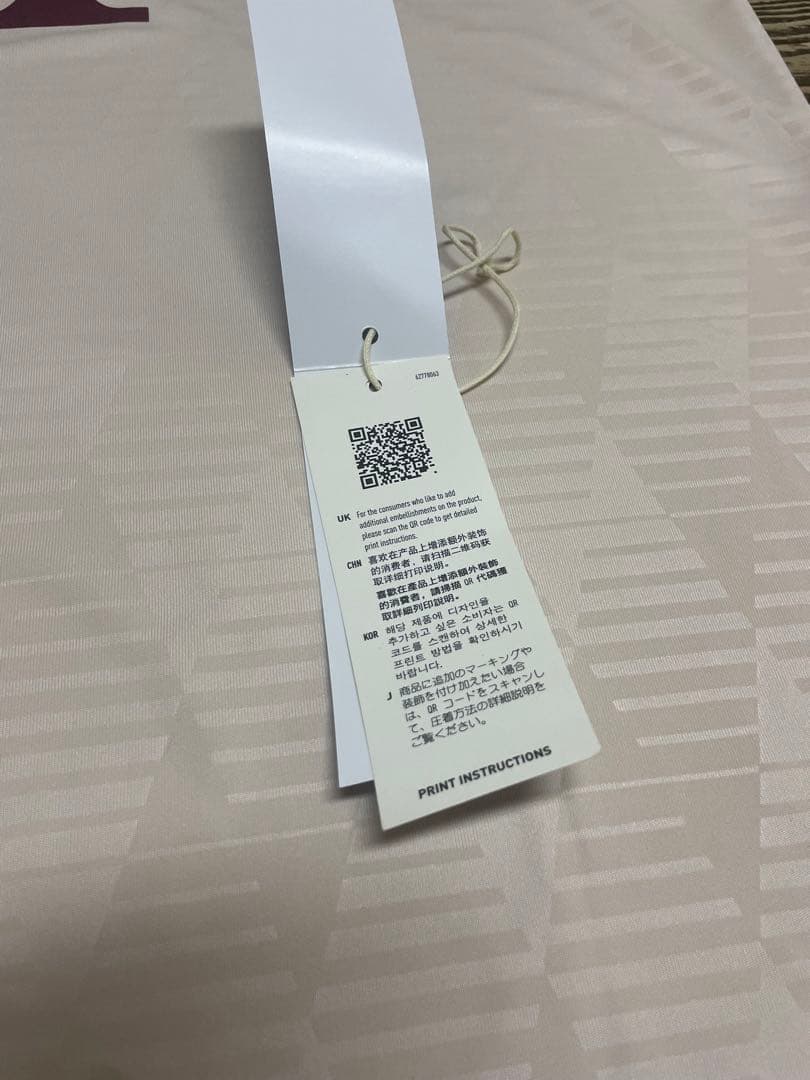 62778063
UK For the consumers who like to add
additional embellishments on the product,
please scan the QR code to get detailed
print instructions.
CHN 喜欢在产品上增添额外装饰
的消费者，请扫描二维码获
取详细打印说明。
喜歡在產品上增添額外裝飾
的消費者，請掃描 QR 代碼獲
取詳細列印說明。
KOR 해당 제품에 디자인을
추가하고 싶은 소비자는 QR
코드를 스캔하여 상세한
프린트 방법을 확인하시기
바랍니다.
J 商品に追加のマーキングや
装飾を付け加えたい場合
は、QR コードをスキャンし
て、圧着方法の詳細説明を
ご覧ください。
PRINT INSTRUCTIONS